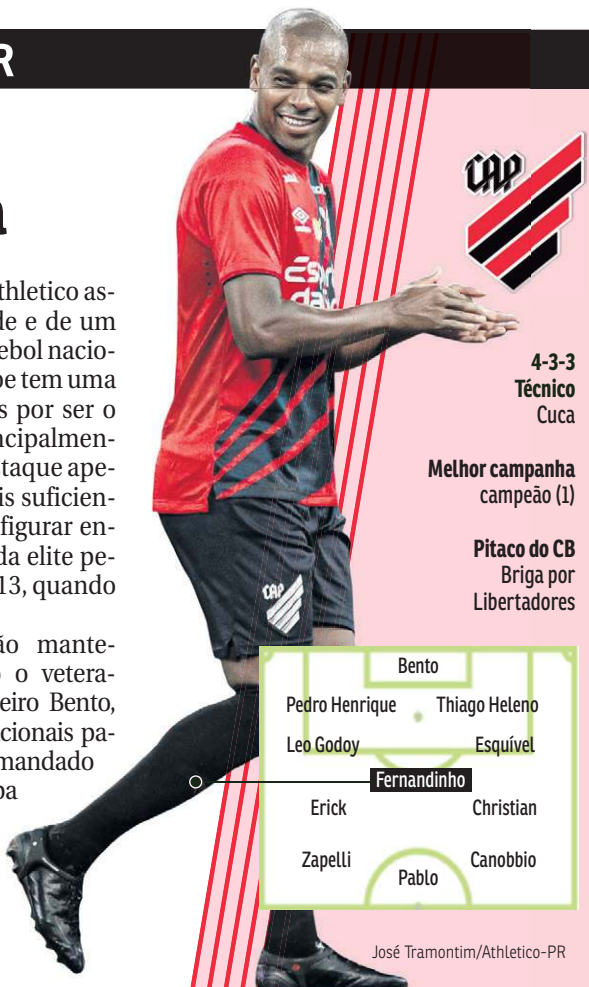 R
a
thletico as-
de e de um
ebol nacio-
pe tem uma
s por ser o
ncipalmen-
staque ape-
is suficien-
figurar en-
da elite pe-
13, quando
ão mante-
o o vetera-
eiro Bento,
cionais pa-
mandado
pa
CAP
4-3-3
Técnico
Cuca
Melhor campanha
campeão (1)
Pitaco do CB
Briga por
Libertadores
CAP
Bento
Pedro Henrique Thiago Heleno
Leo Godoy Esquível
Fernandinho
Erick Christian
Zapelli Canobbio
Pablo
José Tramontim/Athletico-PR